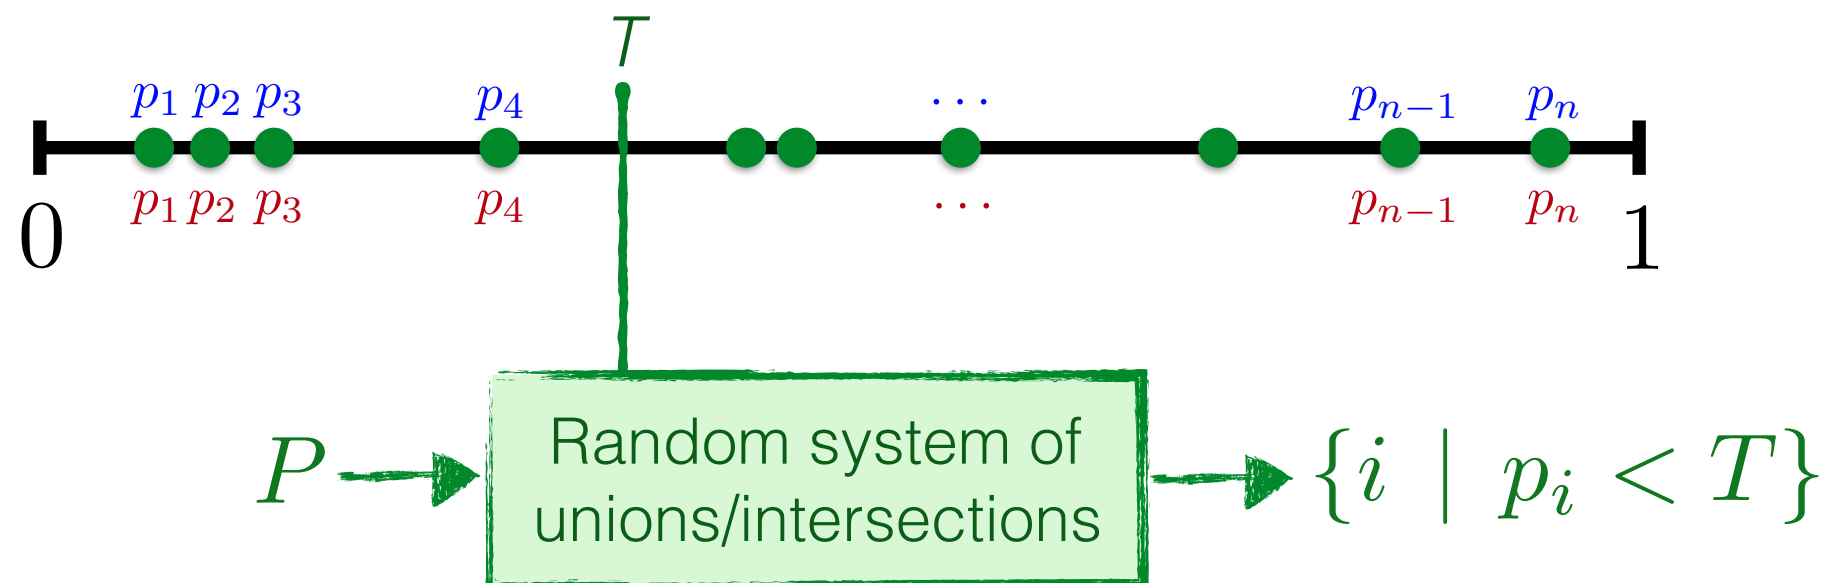 T
p₁ p₂ p₃ p₄ ... pₙ₋₁ pₙ
p₁ p₂ p₃ p₄ ... pₙ₋₁ pₙ
0 1
Random system of
P {i | pᵢ < T}
unions/intersections